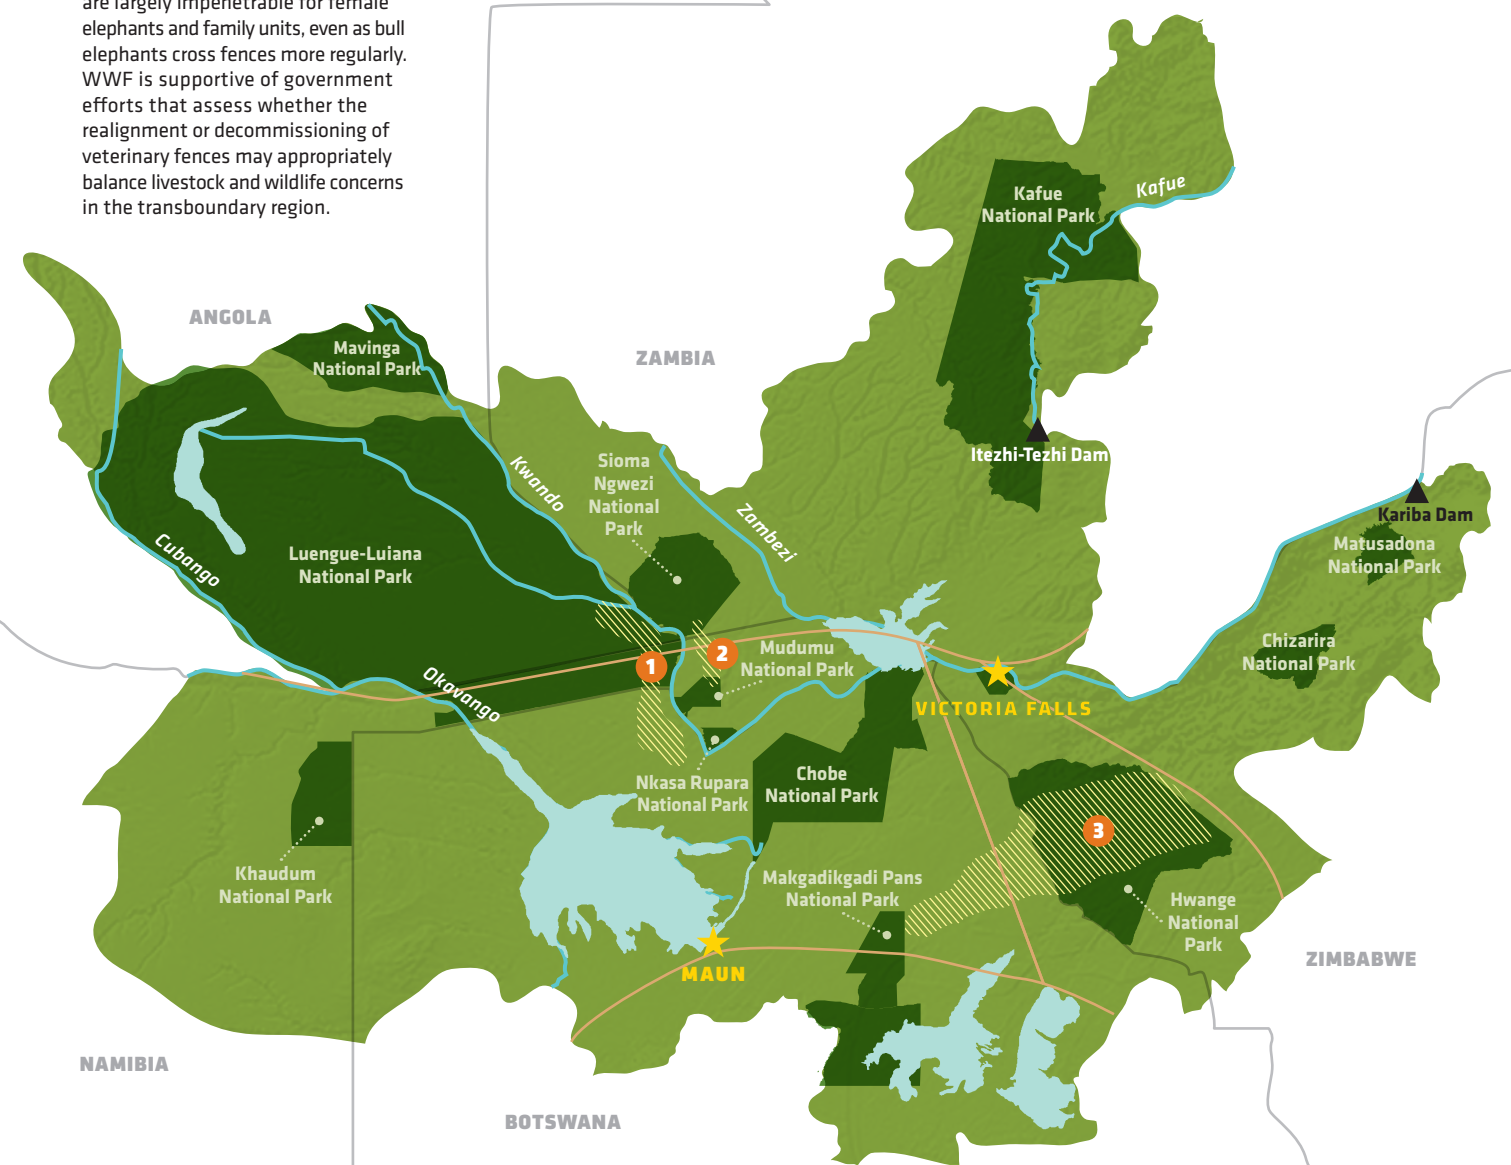 are largely impenetrable for female
elephants and family units, even as bull
elephants cross fences more regularly.
WWF is supportive of government
efforts that assess whether the
realignment or decommissioning of
veterinary fences may appropriately
balance livestock and wildlife concerns
in the transboundary region.
Kafue
National Park
Kafue
ANGOLA
Mavinga
National Park
ZAMBIA
Itezhi-Tezhi Dam
Kwando
Sioma
Ngwezi
National
Park
Zambezi
Kariba Dam
Matusadona
National Park
Cubango
Luengue-Luiana
National Park
Chizarira
National Park
1
2
Mudumu
National Park
Okavango
VICTORIA FALLS
Nkasa Rupara
National Park
Chobe
National Park
3
Khaudum
National Park
Makgadikgadi Pans
National Park
Hwange
National
Park
MAUN
ZIMBABWE
NAMIBIA
BOTSWANA